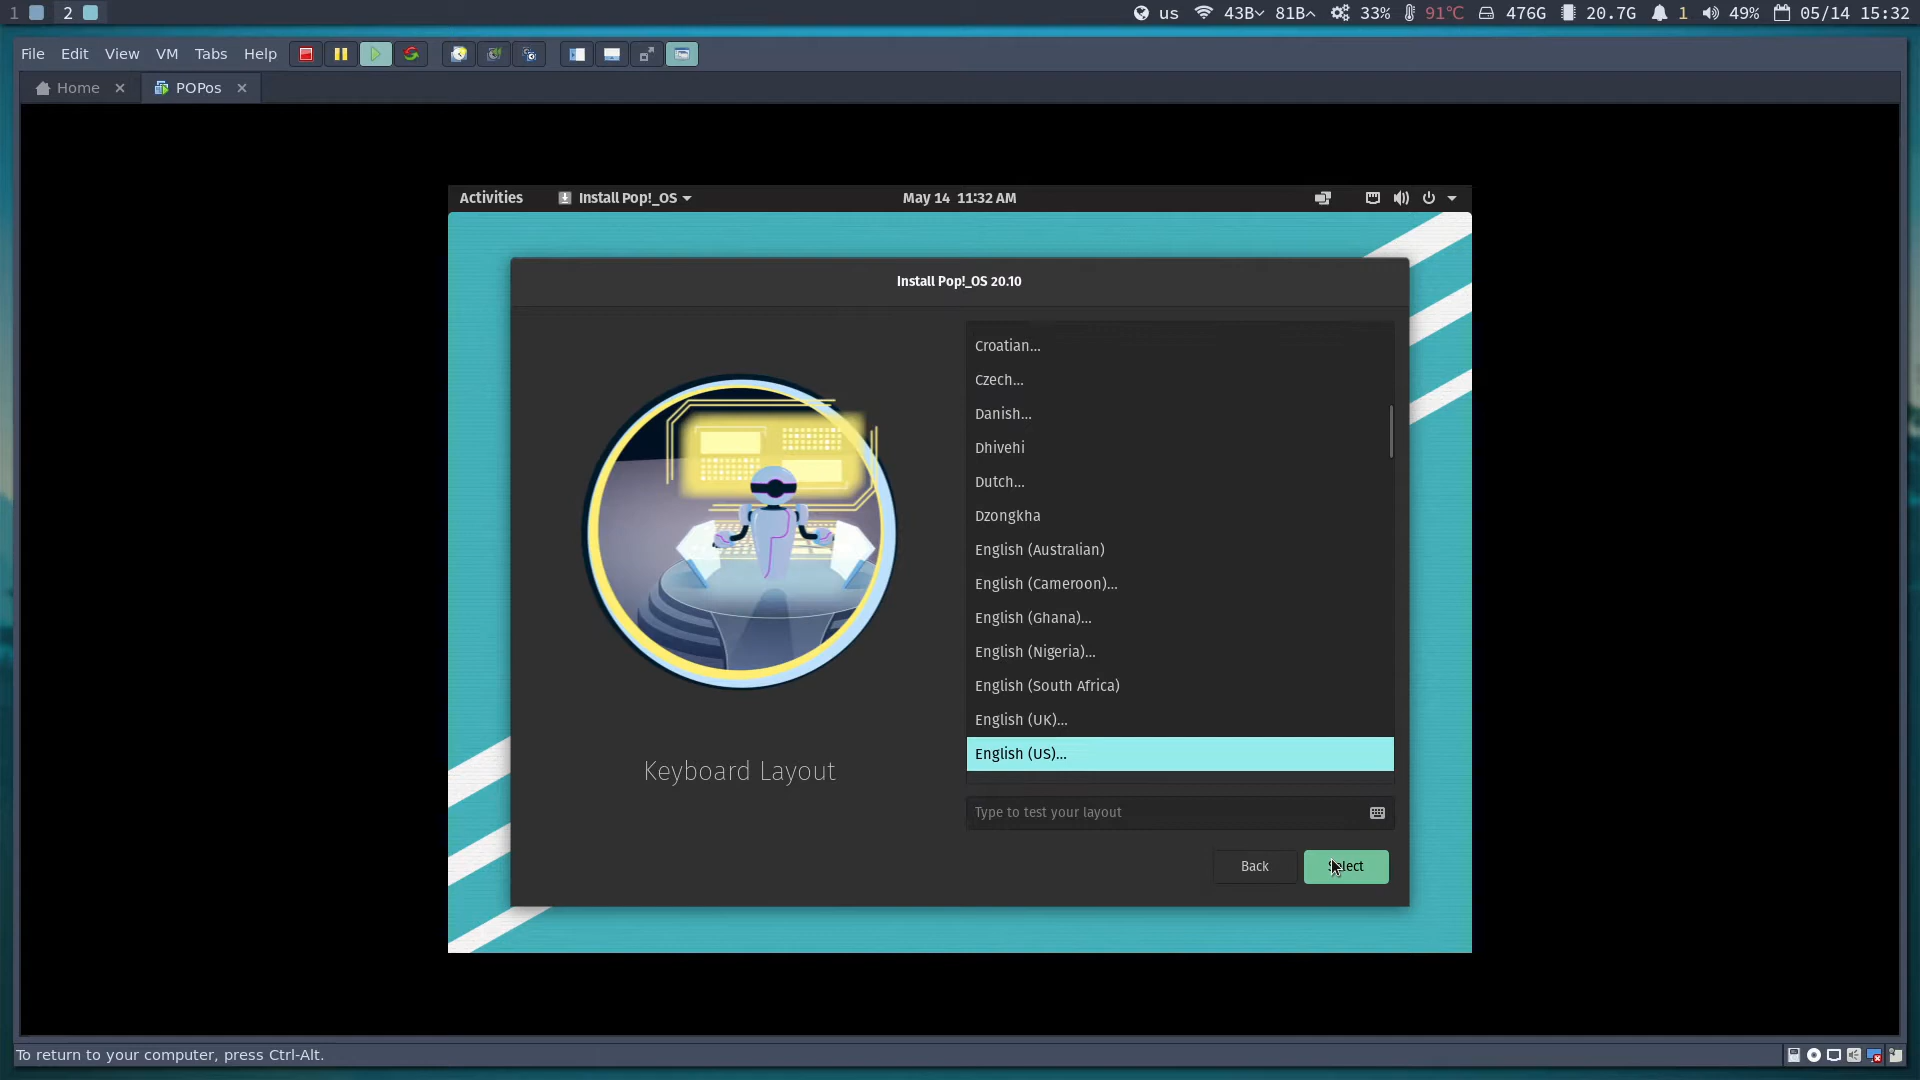 1 2 us 43B 81B 33% 91℃ 476G 20.7G 1 49% 05/14 15:32
File Edit View VM Tabs Help
Home POPos
Activities Install Pop!_OS May 14 11:32 AM
Install Pop!_OS 20.10
Croatian...
Czech...
Danish...
Dhivehi
Dutch...
Dzongkha
English (Australian)
English (Cameroon)...
English (Ghana)...
English (Nigeria)...
English (South Africa)
English (UK)...
English (US)...
Keyboard Layout
Type to test your layout
Back Select
To return to your computer, press Ctrl-Alt.